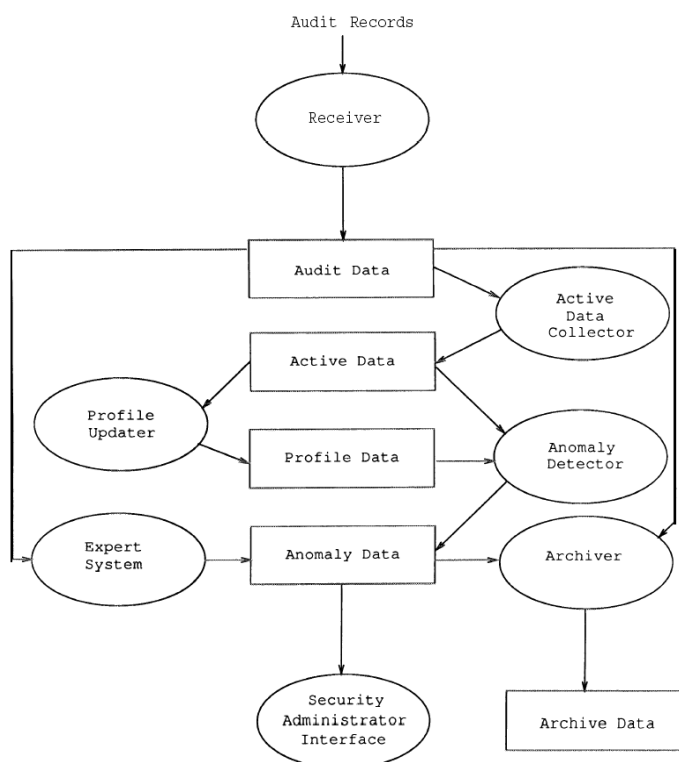 Audit Records
Receiver
Audit Data
Active
Data
Collector
Active Data
Profile
Updater
Profile Data
Anomaly
Detector
Expert
System
Anomaly Data
Archiver
Security
Administrator
Interface
Archive Data